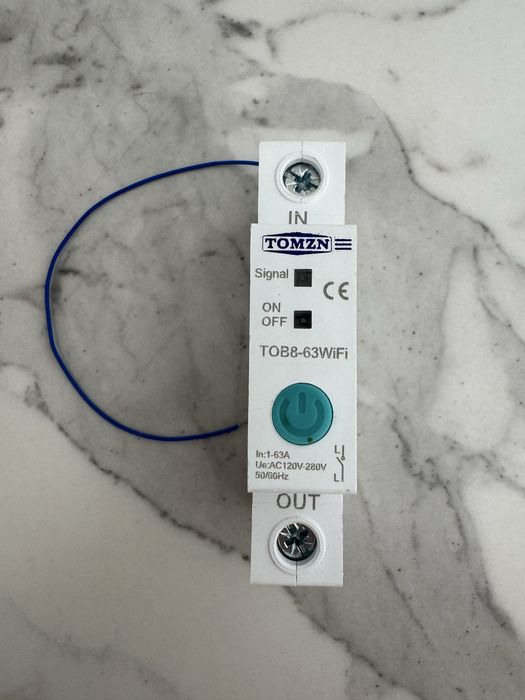 IN
TOMZN
Signal
CE
ON
OFF
TOB8-63WiFi
In:1-63A
Ue:AC120V-280V
50/60Hz
L
L
OUT